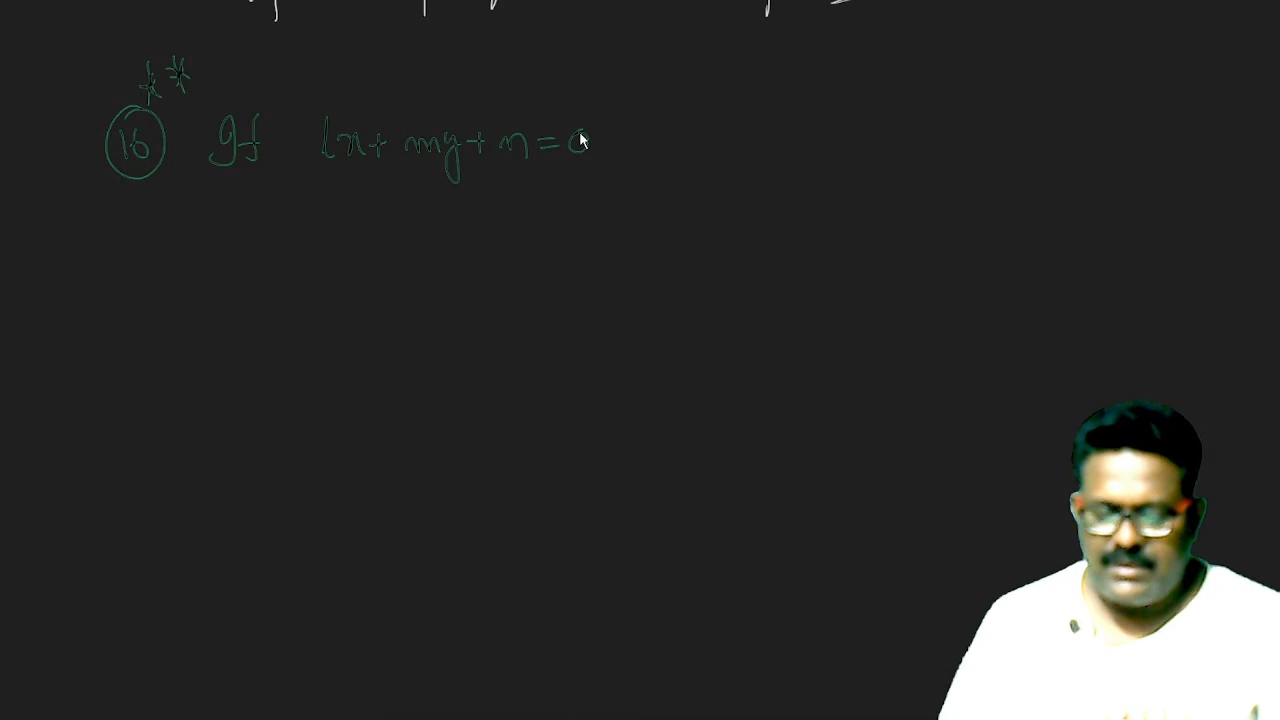 **
16 If lx + my + n = 0